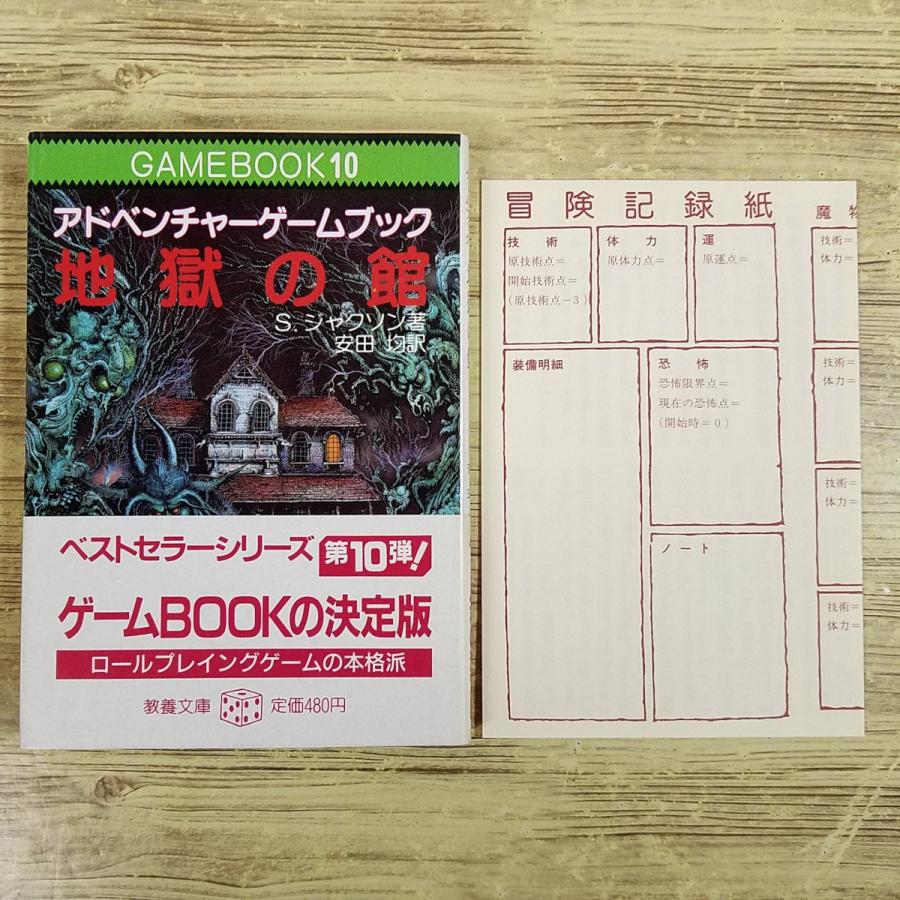 GAMEBOOK10
アドベンチャーゲームブック
地獄の館
S.ジャクソン著
安田 均訳
ベストセラーシリーズ 第10弾!
ゲームBOOKの決定版
ロールプレイングゲームの本格派
教養文庫 定価480円
冒険記録紙
技術
原技術点=
開始技術点=
(原技術点-3)
体力
原体力点=
運
原運点=
装備明細
恐怖
恐怖限界点=
現在の恐怖点=
(開始時=0)
ノート
魔物
技術=
体力=
技術=
体力=
技術=
体力=
技術=
体力=